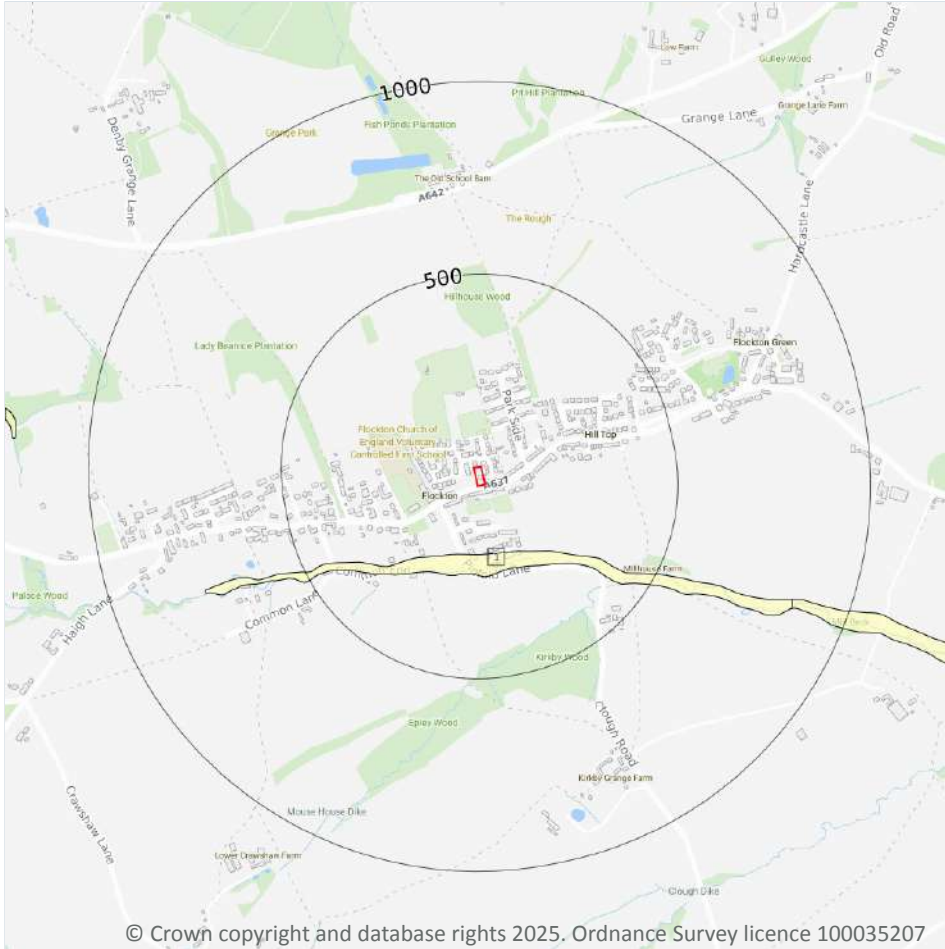 Old Road
Low Farm
Gulley Wood
1000
Pit Hill Plantation
Grange Lane Farm
Grange Lane
Denby Grange Lane
Fish Ponds Plantation
Grange Park
The Old School Barn
A642
The Rough
Hardcastle Lane
500
Hillhouse Wood
Lady Beatrice Plantation
Flockton Green
Park Side
Flockton Church of
England Voluntary
Controlled First School
Hill Top
A637
Flockton
1
Lane
Millhouse Farm
Palace Wood
Haigh Lane
Common Lane
Kirkby Wood
Clough Road
Kirkby Grange Farm
Mouse House Dike
Crawshaw Lane
Lower Crawshaw Farm
Clough Dike
© Crown copyright and database rights 2025. Ordnance Survey licence 100035207